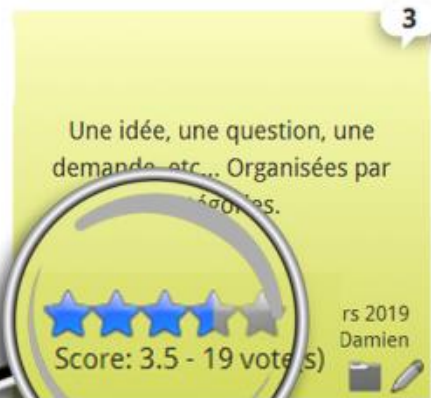 3
Une idée, une question, une
demande, etc... Organisées par
rs 2019
Damien
Score: 3.5 - 19 vote(s)